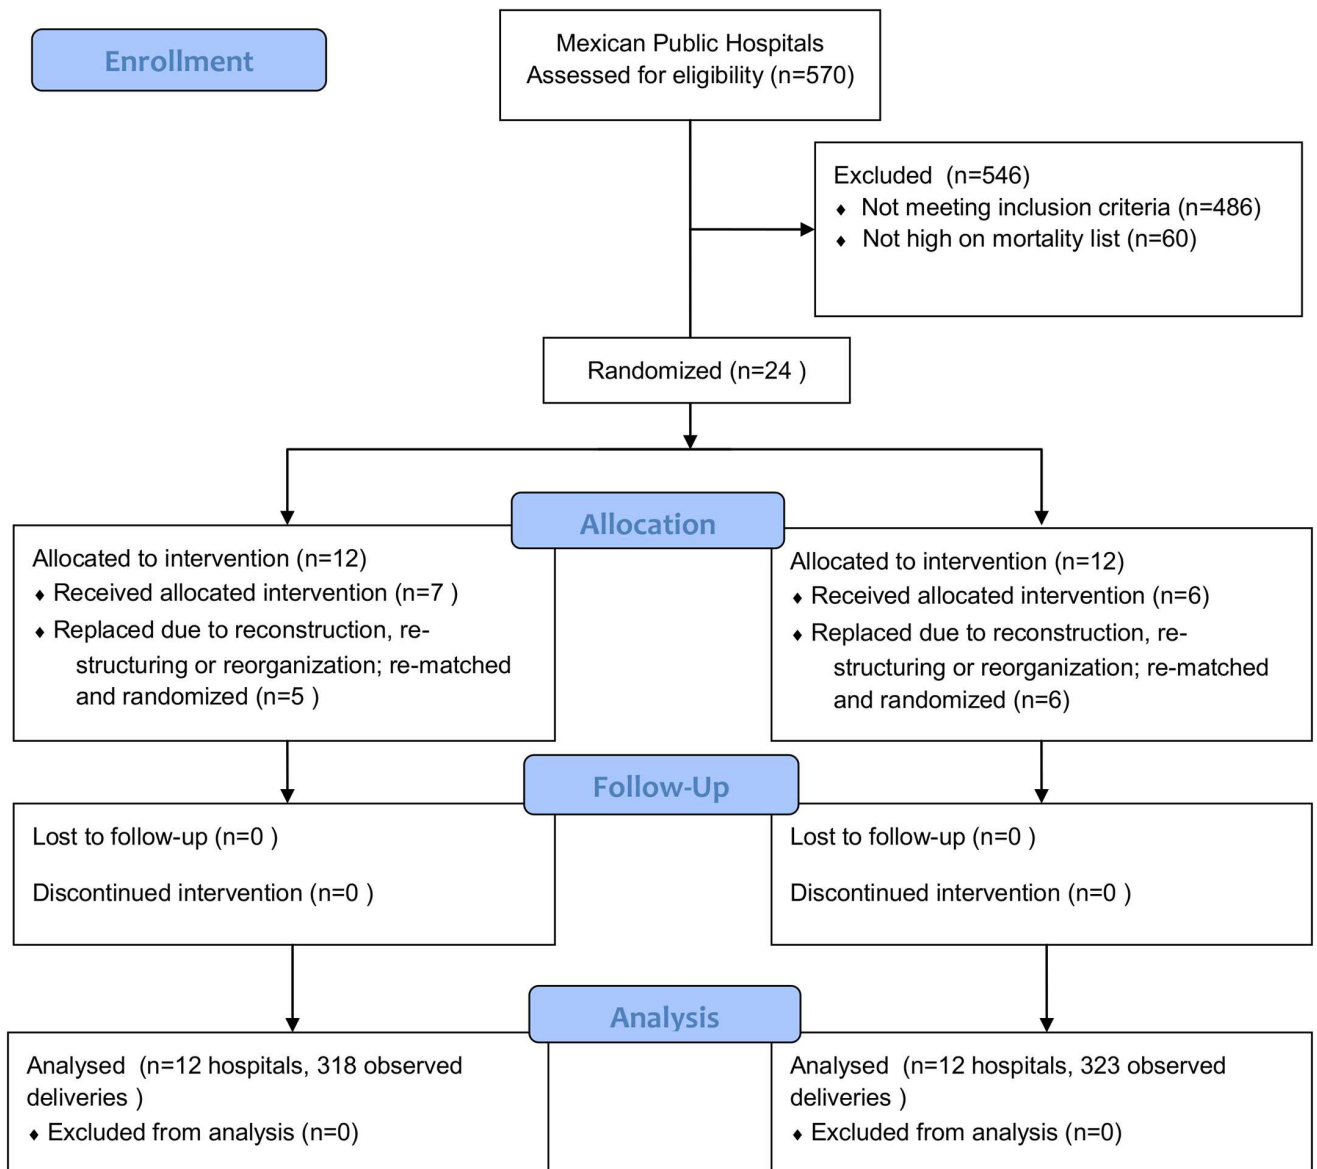 Enrollment
Mexican Public Hospitals
Assessed for eligibility (n=570)
Excluded (n=546)
♦ Not meeting inclusion criteria (n=486)
♦ Not high on mortality list (n=60)
Randomized (n=24 )
Allocation
Allocated to intervention (n=12)
♦ Received allocated intervention (n=7 )
♦ Replaced due to reconstruction, re-
structuring or reorganization; re-matched
and randomized (n=5 )
Allocated to intervention (n=12)
♦ Received allocated intervention (n=6)
♦ Replaced due to reconstruction, re-
structuring or reorganization; re-matched
and randomized (n=6)
Follow-Up
Lost to follow-up (n=0 )
Discontinued intervention (n=0 )
Lost to follow-up (n=0 )
Discontinued intervention (n=0 )
Analysis
Analysed (n=12 hospitals, 318 observed
deliveries )
♦ Excluded from analysis (n=0)
Analysed (n=12 hospitals, 323 observed
deliveries )
♦ Excluded from analysis (n=0)